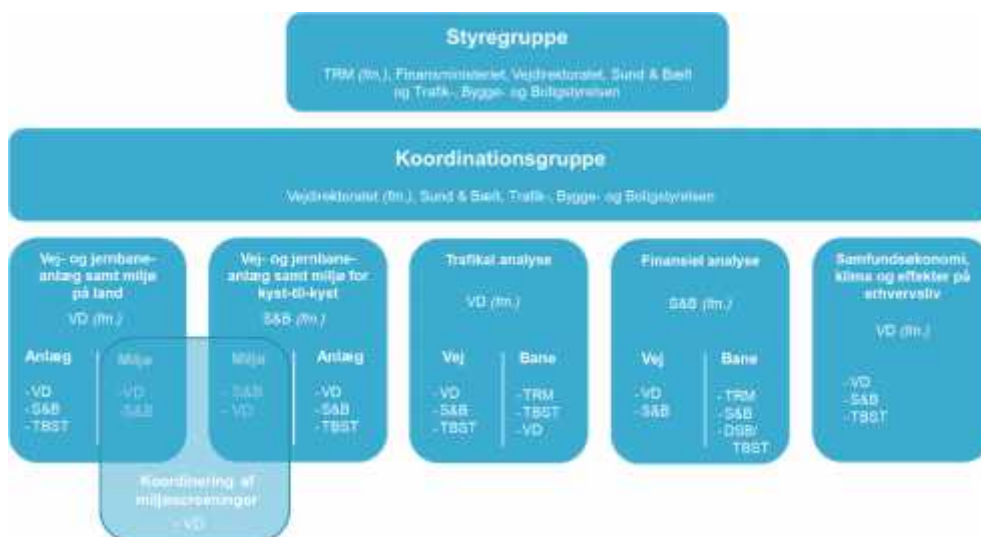 Styregruppe
TRM (fm.), Finansministeriet, Vejdirektoratet, Sund & Bælt
og Trafik-, Bygge- og Boligstyrelsen
Koordinationsgruppe
Vejdirektoratet (fm.), Sund & Bælt, Trafik-, Bygge- og Boligstyrelsen
Vej- og jernbane-
anlæg samt miljø
på land
VD (fm.)
Anlæg
-VD
-S&B
-TBST
Miljø
-VD
-S&B
Vej- og jernbane-
anlæg samt miljø for
kyst-til-kyst
S&B (fm.)
Miljø
- S&B
- VD
Anlæg
-VD
-S&B
-TBST
Koordinering af
miljøscreeninger
- VD
Trafikal analyse
VD (fm.)
Vej
-VD
-S&B
-TBST
Bane
-TRM
-TBST
-VD
Finansiel analyse
S&B (fm.)
Vej
-VD
-S&B
Bane
-TRM
-S&B
-DSB/
TBST
Samfundsøkonomi,
klima og effekter på
erhvervsliv
VD (fm.)
-VD
-S&B
-TBST